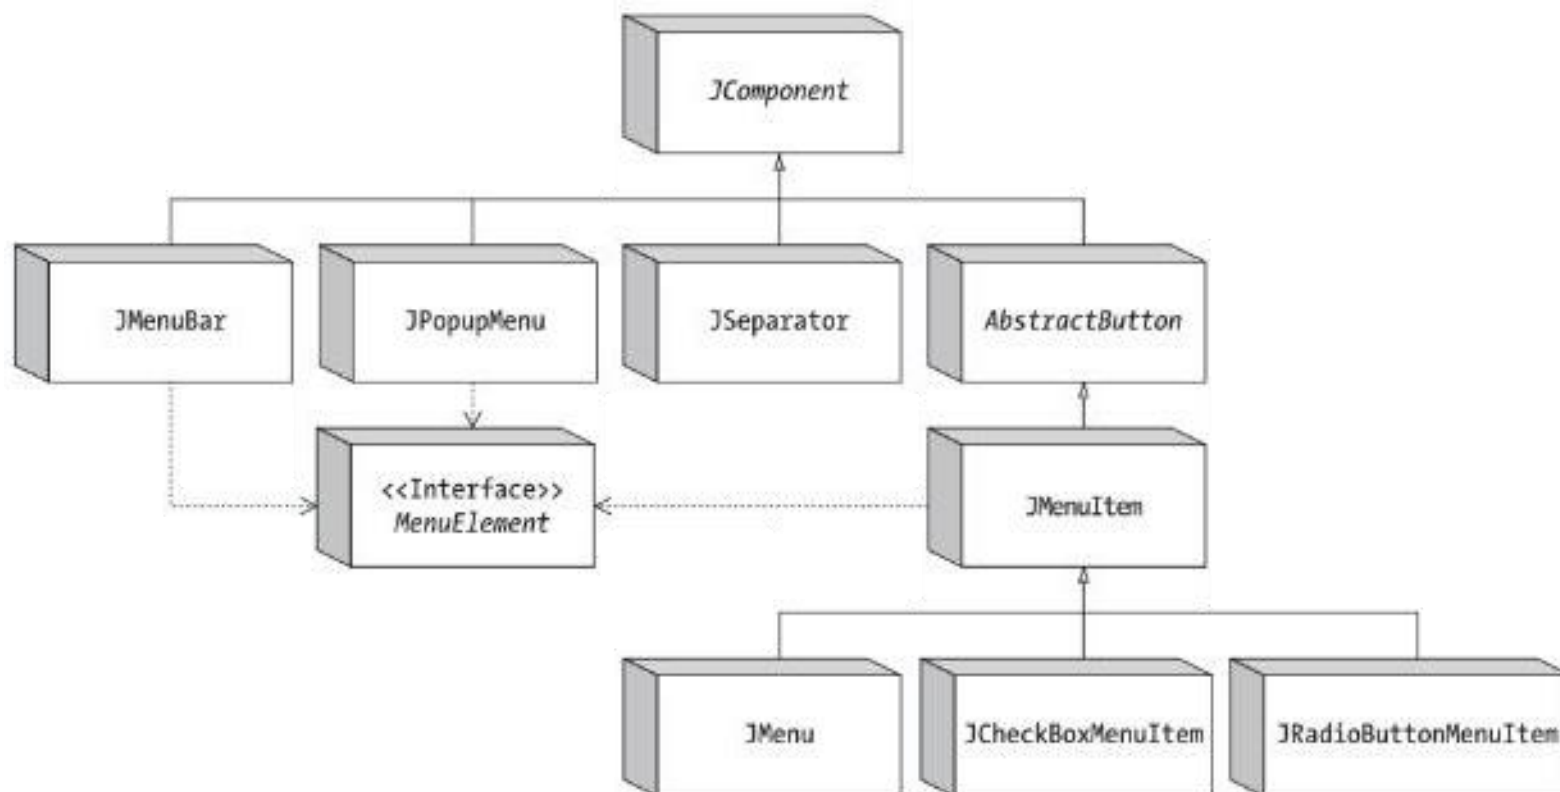 JComponent
JMenuBar
JPopupMenu
JSeparator
AbstractButton
<<Interface>>
MenuElement
JMenuItem
JMenu
JCheckBoxMenuItem
JRadioButtonMenuItem